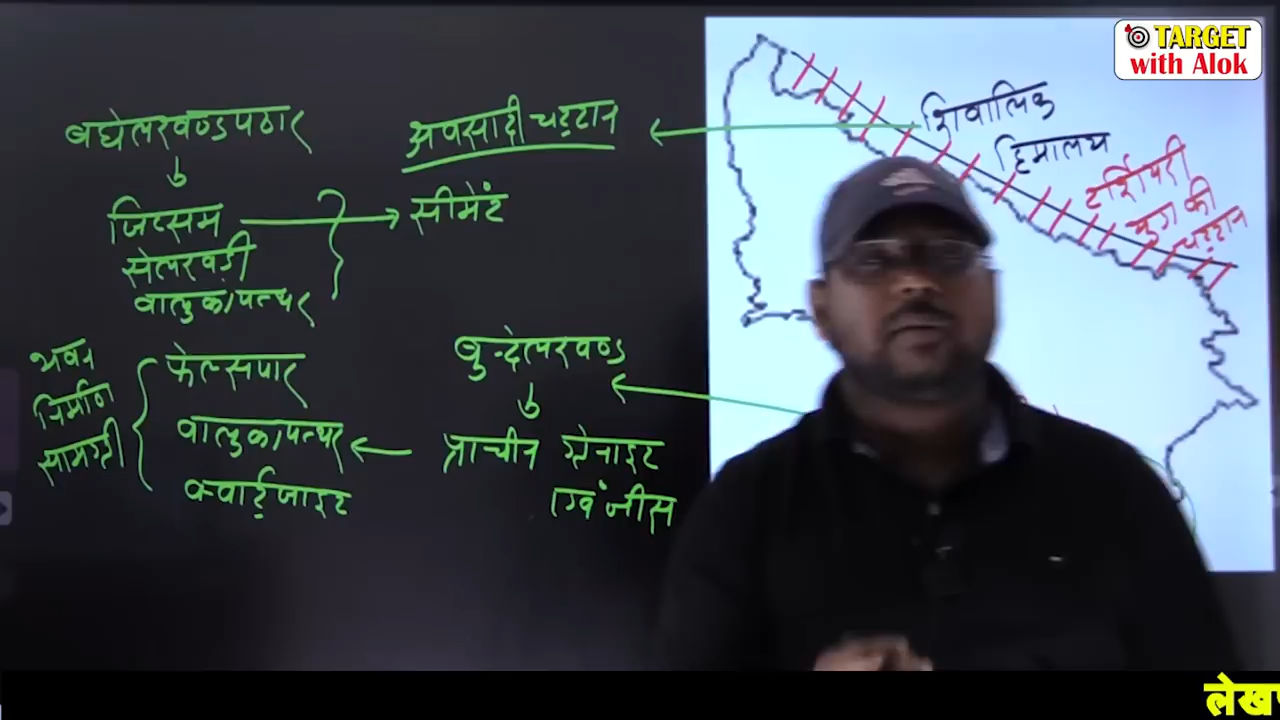 TARGET
with Alok
बघेलखण्ड पठार
जिप्सम
सेलखड़ी
बालुका पत्थर
अवसादी चट्टान
सीमेंट
शिवालिक
हिमालय
टर्शियरी
युग की
चट्टान
भवन
निर्माण
सामग्री
फेल्सपार
बालुका पत्थर
क्वार्ट्जाइट
बुन्देलखण्ड
प्राचीन ग्रेनाइट
एवं नीस